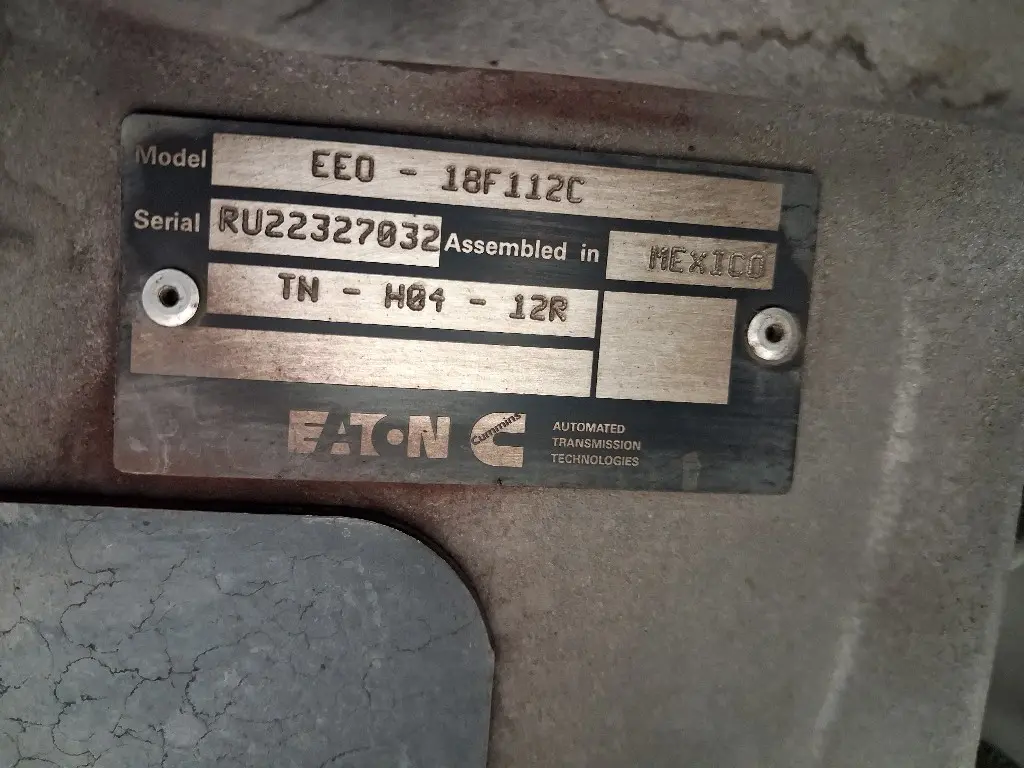 Model EEO - 18F112C
Serial RU22327032 Assembled in MEXICO
TN - H04 - 12R
EATON Cummins AUTOMATED
TRANSMISSION
TECHNOLOGIES